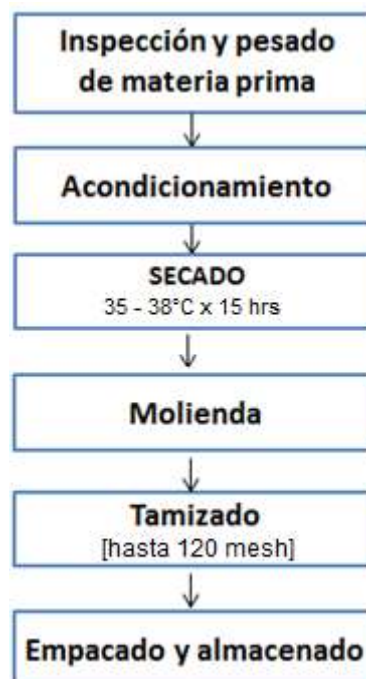 Inspección y pesado
de materia prima
Acondicionamiento
SECADO
35 - 38°C x 15 hrs
Molienda
Tamizado
[hasta 120 mesh]
Empacado y almacenado